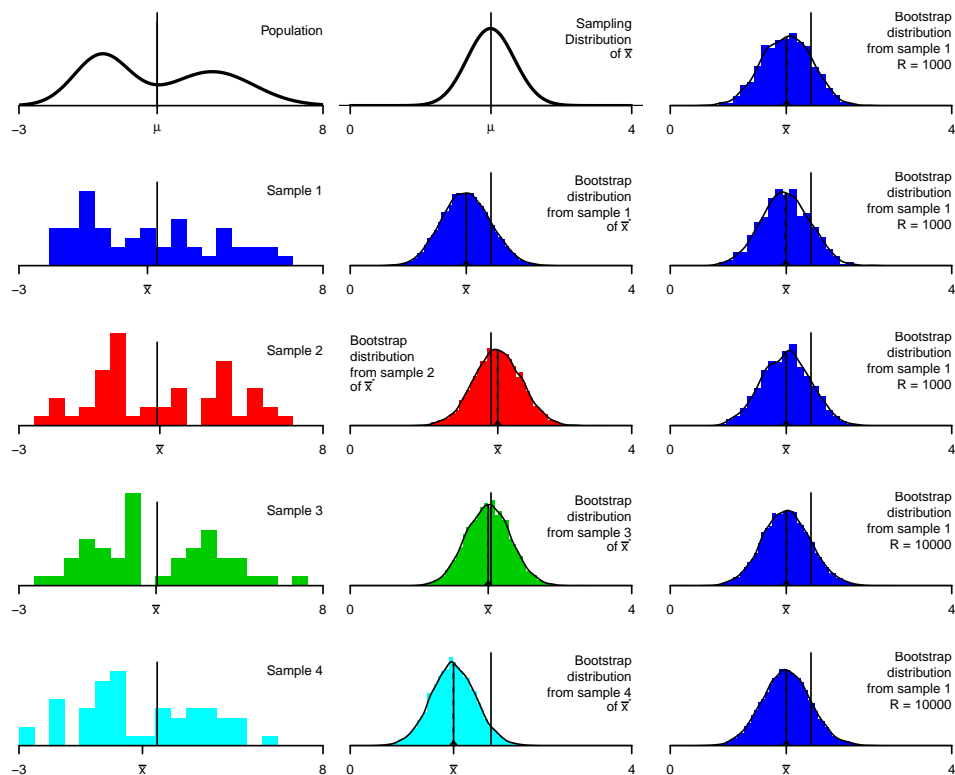 Population
−3
μ
8
Sampling
Distribution
of x̄
0
μ
4
Bootstrap
distribution
from sample 1
R = 1000
0
x̄
4
Sample 1
−3
x̄
8
Bootstrap
distribution
from sample 1
of x̄*
0
x̄
4
Bootstrap
distribution
from sample 1
R = 1000
0
x̄
4
Sample 2
−3
x̄
8
Bootstrap
distribution
from sample 2
of x̄*
0
x̄
4
Bootstrap
distribution
from sample 1
R = 1000
0
x̄
4
Sample 3
−3
x̄
8
Bootstrap
distribution
from sample 3
of x̄*
0
x̄
4
Bootstrap
distribution
from sample 1
R = 10000
0
x̄
4
Sample 4
−3
x̄
8
Bootstrap
distribution
from sample 4
of x̄*
0
x̄
4
Bootstrap
distribution
from sample 1
R = 10000
0
x̄
4